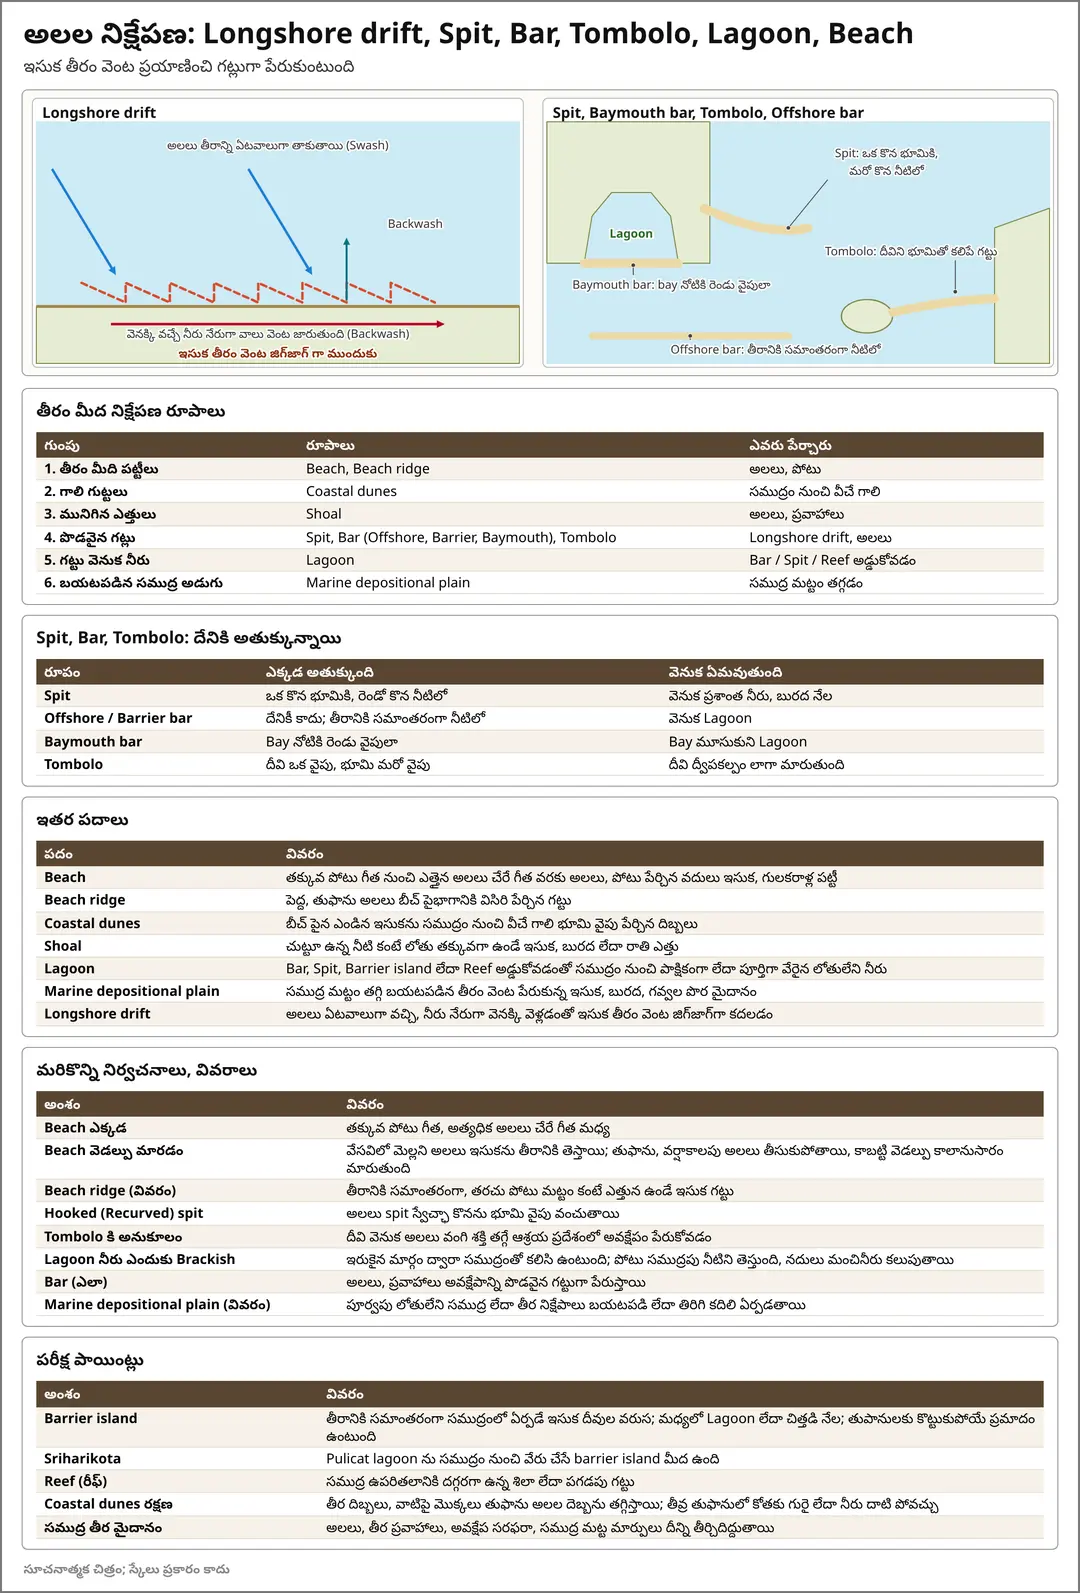 అలల నిక్షేపణ: Longshore drift, Spit, Bar, Tombolo, Lagoon, Beach
ఇసుక తీరం వెంట ప్రయాణించి గట్లుగా పేరుకుంటుంది
Longshore drift
అలలు తీరాన్ని ఏటవాలుగా తాకుతాయి (Swash)
Backwash
వెనక్కి వచ్చే నీరు నేరుగా వాలు వెంట జారుతుంది (Backwash)
ఇసుక తీరం వెంట జిగ్‌జాగ్ గా ముందుకు
Spit, Baymouth bar, Tombolo, Offshore bar
Spit: ఒక కొన భూమికి,
మరో కొన నీటిలో
Lagoon
Tombolo: దీవిని భూమితో కలిపే గట్టు
Baymouth bar: bay నోటికి రెండు వైపులా
Offshore bar: తీరానికి సమాంతరంగా నీటిలో
తీరం మీద నిక్షేపణ రూపాలు
గుంపు రూపాలు ఎవరు పేర్చారు
1. తీరం మీది పట్టీలు Beach, Beach ridge అలలు, పోటు
2. గాలి గుట్టలు Coastal dunes సముద్రం నుంచి వీచే గాలి
3. మునిగిన ఎత్తులు Shoal అలలు, ప్రవాహాలు
4. పొడవైన గట్లు Spit, Bar (Offshore, Barrier, Baymouth), Tombolo Longshore drift, అలలు
5. గట్టు వెనుక నీరు Lagoon Bar / Spit / Reef అడ్డుకోవడం
6. బయటపడిన సముద్ర అడుగు Marine depositional plain సముద్ర మట్టం తగ్గడం
Spit, Bar, Tombolo: దేనికి అతుక్కున్నాయి
రూపం ఎక్కడ అతుక్కుంది వెనుక ఏమవుతుంది
Spit ఒక కొన భూమికి, రెండో కొన నీటిలో వెనుక ప్రశాంత నీరు, బురద నేల
Offshore / Barrier bar దేనికీ కాదు; తీరానికి సమాంతరంగా నీటిలో వెనుక Lagoon
Baymouth bar Bay నోటికి రెండు వైపులా Bay మూసుకుని Lagoon
Tombolo దీవి ఒక వైపు, భూమి మరో వైపు దీవి ద్వీపకల్పం లాగా మారుతుంది
ఇతర పదాలు
పదం వివరం
Beach తక్కువ పోటు గీత నుంచి ఎత్తైన అలలు చేరే గీత వరకు అలలు, పోటు పేర్చిన వదులు ఇసుక, గులకరాళ్ల పట్టీ
Beach ridge పెద్ద, తుఫాను అలలు బీచ్ పైభాగానికి విసిరి పేర్చిన గట్టు
Coastal dunes బీచ్ పైన ఎండిన ఇసుకను సముద్రం నుంచి వీచే గాలి భూమి వైపు పేర్చిన దిబ్బలు
Shoal చుట్టూ ఉన్న నీటి కంటే లోతు తక్కువగా ఉండే ఇసుక, బురద లేదా రాతి ఎత్తు
Lagoon Bar, Spit, Barrier island లేదా Reef అడ్డుకోవడంతో సముద్రం నుంచి పాక్షికంగా లేదా పూర్తిగా వేరైన లోతులేని నీరు
Marine depositional plain సముద్ర మట్టం తగ్గి బయటపడిన తీరం వెంట పేరుకున్న ఇసుక, బురద, గవ్వల పొర మైదానం
Longshore drift అలలు ఏటవాలుగా వచ్చి, నీరు నేరుగా వెనక్కి వెళ్లడంతో ఇసుక తీరం వెంట జిగ్‌జాగ్‌గా కదలడం
మరికొన్ని నిర్వచనాలు, వివరాలు
అంశం వివరం
Beach ఎక్కడ తక్కువ పోటు గీత, అత్యధిక అలలు చేరే గీత మధ్య
Beach వెడల్పు మారడం వేసవిలో మెల్లని అలలు ఇసుకను తీరానికి తెస్తాయి; తుఫాను, వర్షాకాలపు అలలు తీసుకుపోతాయి, కాబట్టి వెడల్పు కాలానుసారం
మారుతుంది
Beach ridge (వివరం) తీరానికి సమాంతరంగా, తరచు పోటు మట్టం కంటే ఎత్తున ఉండే ఇసుక గట్టు
Hooked (Recurved) spit అలలు spit స్వేచ్ఛా కొనను భూమి వైపు వంచుతాయి
Tombolo కి అనుకూలం దీవి వెనుక అలలు వంగి శక్తి తగ్గే ఆశ్రయ ప్రదేశంలో అవక్షేపం పేరుకోవడం
Lagoon నీరు ఎందుకు Brackish ఇరుకైన మార్గం ద్వారా సముద్రంతో కలిసి ఉంటుంది; పోటు సముద్రపు నీటిని తెస్తుంది, నదులు మంచినీరు కలుపుతాయి
Bar (ఎలా) అలలు, ప్రవాహాలు అవక్షేపాన్ని పొడవైన గట్టుగా పేరుస్తాయి
Marine depositional plain (వివరం) పూర్వపు లోతులేని సముద్ర లేదా తీర నిక్షేపాలు బయటపడి లేదా తిరిగి కదిలి ఏర్పడతాయి
పరీక్ష పాయింట్లు
అంశం వివరం
Barrier island తీరానికి సమాంతరంగా సముద్రంలో ఏర్పడే ఇసుక దీవుల వరుస; మధ్యలో Lagoon లేదా చిత్తడి నేల; తుపానులకు కొట్టుకుపోయే ప్రమాదం
ఉంటుంది
Sriharikota Pulicat lagoon ను సముద్రం నుంచి వేరు చేసే barrier island మీద ఉంది
Reef (రీఫ్) సముద్ర ఉపరితలానికి దగ్గరగా ఉన్న శిలా లేదా పగడపు గట్టు
Coastal dunes రక్షణ తీర దిబ్బలు, వాటిపై మొక్కలు తుఫాను అలల దెబ్బను తగ్గిస్తాయి; తీవ్ర తుఫానులో కోతకు గురై లేదా నీరు దాటి పోవచ్చు
సముద్ర తీర మైదానం అలలు, తీర ప్రవాహాలు, అవక్షేప సరఫరా, సముద్ర మట్ట మార్పులు దీన్ని తీర్చిదిద్దుతాయి
సూచనాత్మక చిత్రం; స్కేలు ప్రకారం కాదు